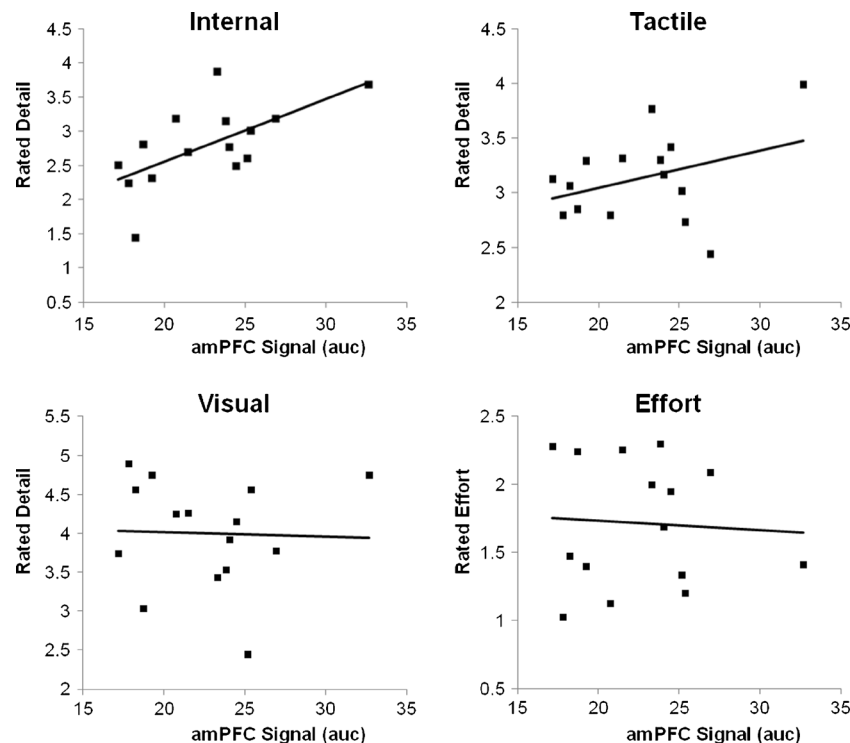 Internal
Rated Detail
4.5
4
3.5
3
2.5
2
1.5
1
0.5
15 20 25 30 35
amPFC Signal (auc)
Tactile
Rated Detail
4.5
4
3.5
3
2.5
2
15 20 25 30 35
amPFC Signal (auc)
Visual
Rated Detail
5.5
5
4.5
4
3.5
3
2.5
2
15 20 25 30 35
amPFC Signal (auc)
Effort
Rated Effort
2.5
2
1.5
1
0.5
15 20 25 30 35
amPFC Signal (auc)